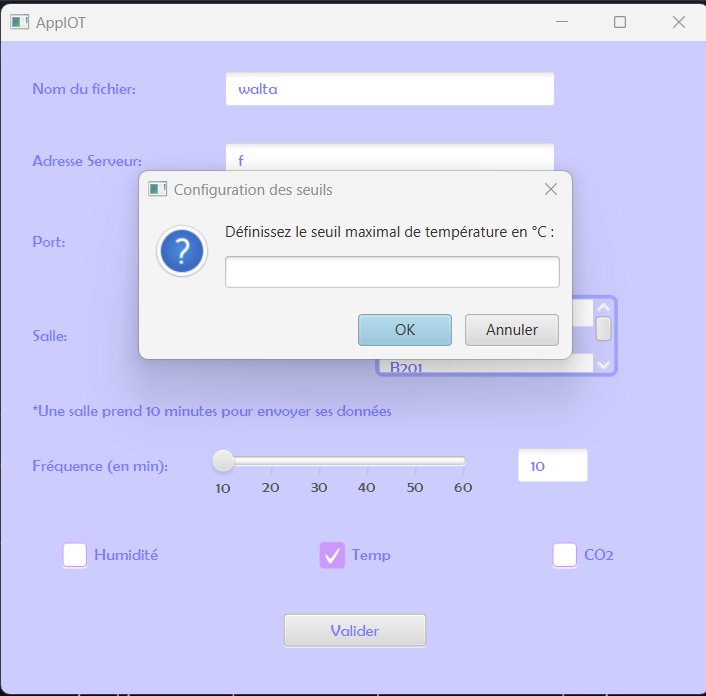 AppIOT
Nom du fichier:
walta
Adresse Serveur:
f
Configuration des seuils
Définissez le seuil maximal de température en °C :
?
OK
Annuler
Port:
Salle:
B201
*Une salle prend 10 minutes pour envoyer ses données
Fréquence (en min):
10
10 20 30 40 50 60
Humidité
Temp
CO2
Valider